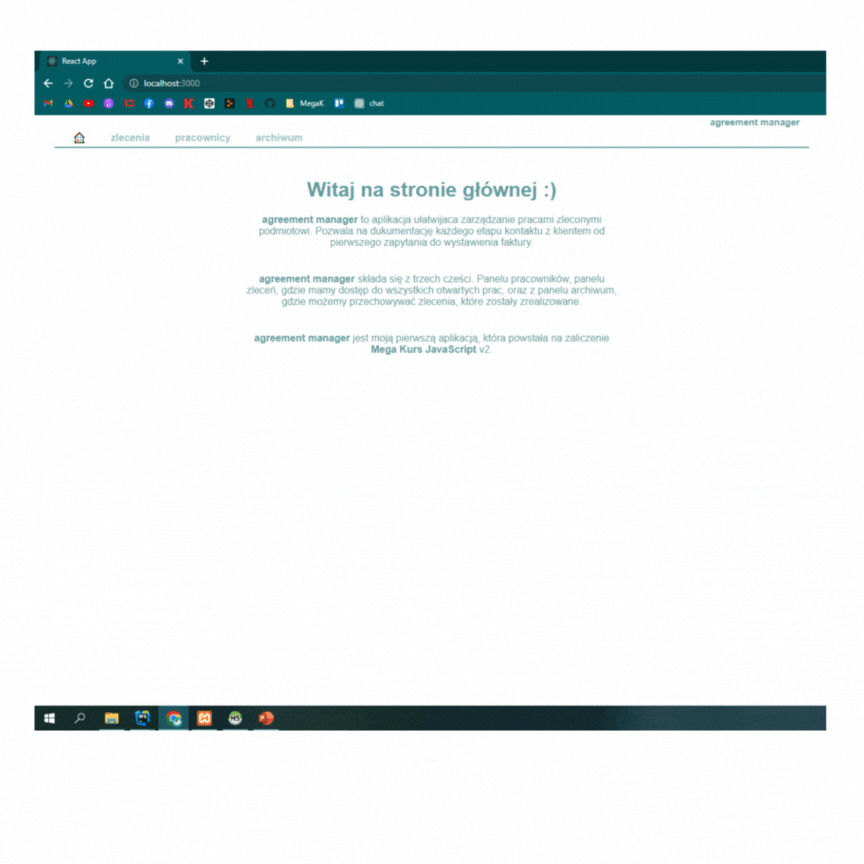 React App
localhost:3000
MegaK
chat
agreement manager
zlecenia pracownicy archiwum
Witaj na stronie głównej :)
agreement manager to aplikacja ułatwijaca zarządzanie pracami zleconymi
podmiotowi. Pozwala na dukumentację każdego etapu kontaktu z klientem od
pierwszego zapytania do wystawienia faktury.
agreement manager składa się z trzech cześci. Panelu pracowników, panelu
zleceń, gdzie mamy dostęp do wszystkich otwartych prac, oraz z panelu archiwum,
gdzie możemy przechowywać zlecenia, które zostały zrealizowane.
agreement manager jest moją pierwszą aplikacją, która powstała na zaliczenie
Mega Kurs JavaScript v2.